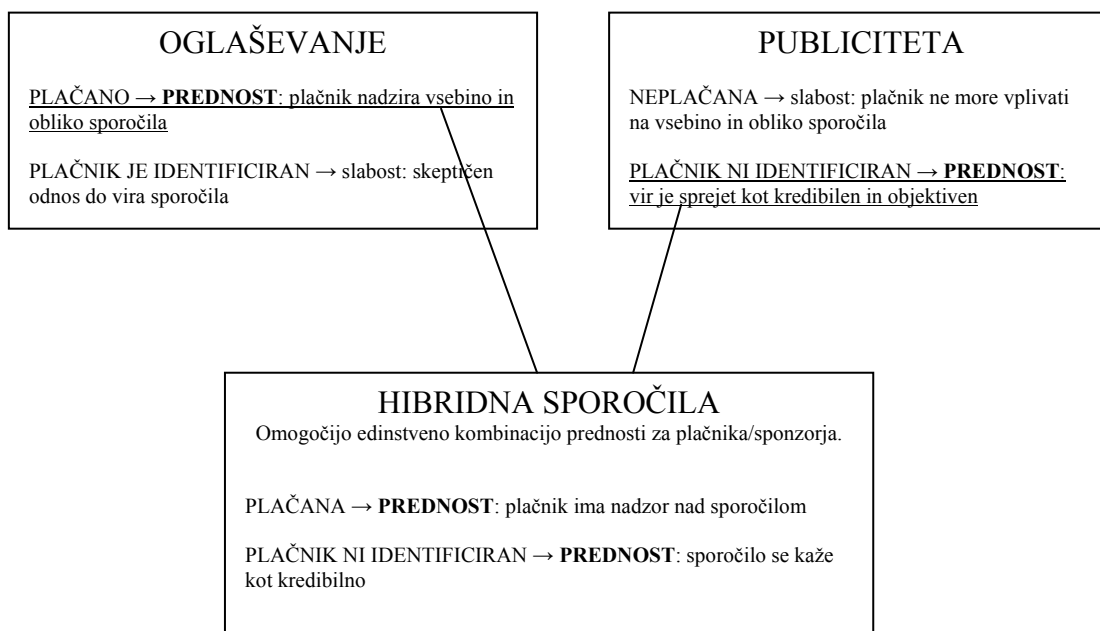 OGLAŠEVANJE
PLAČANO → PREDNOST: plačnik nadzira vsebino in
obliko sporočila
PLAČNIK JE IDENTIFICIRAN → slabost: skeptičen
odnos do vira sporočila
PUBLICITETA
NEPLAČANA → slabost: plačnik ne more vplivati
na vsebino in obliko sporočila
PLAČNIK NI IDENTIFICIRAN → PREDNOST:
vir je sprejet kot kredibilen in objektiven
HIBRIDNA SPOROČILA
Omogočijo edinstveno kombinacijo prednosti za plačnika/sponzorja.
PLAČANA → PREDNOST: plačnik ima nadzor nad sporočilom
PLAČNIK NI IDENTIFICIRAN → PREDNOST: sporočilo se kaže
kot kredibilno